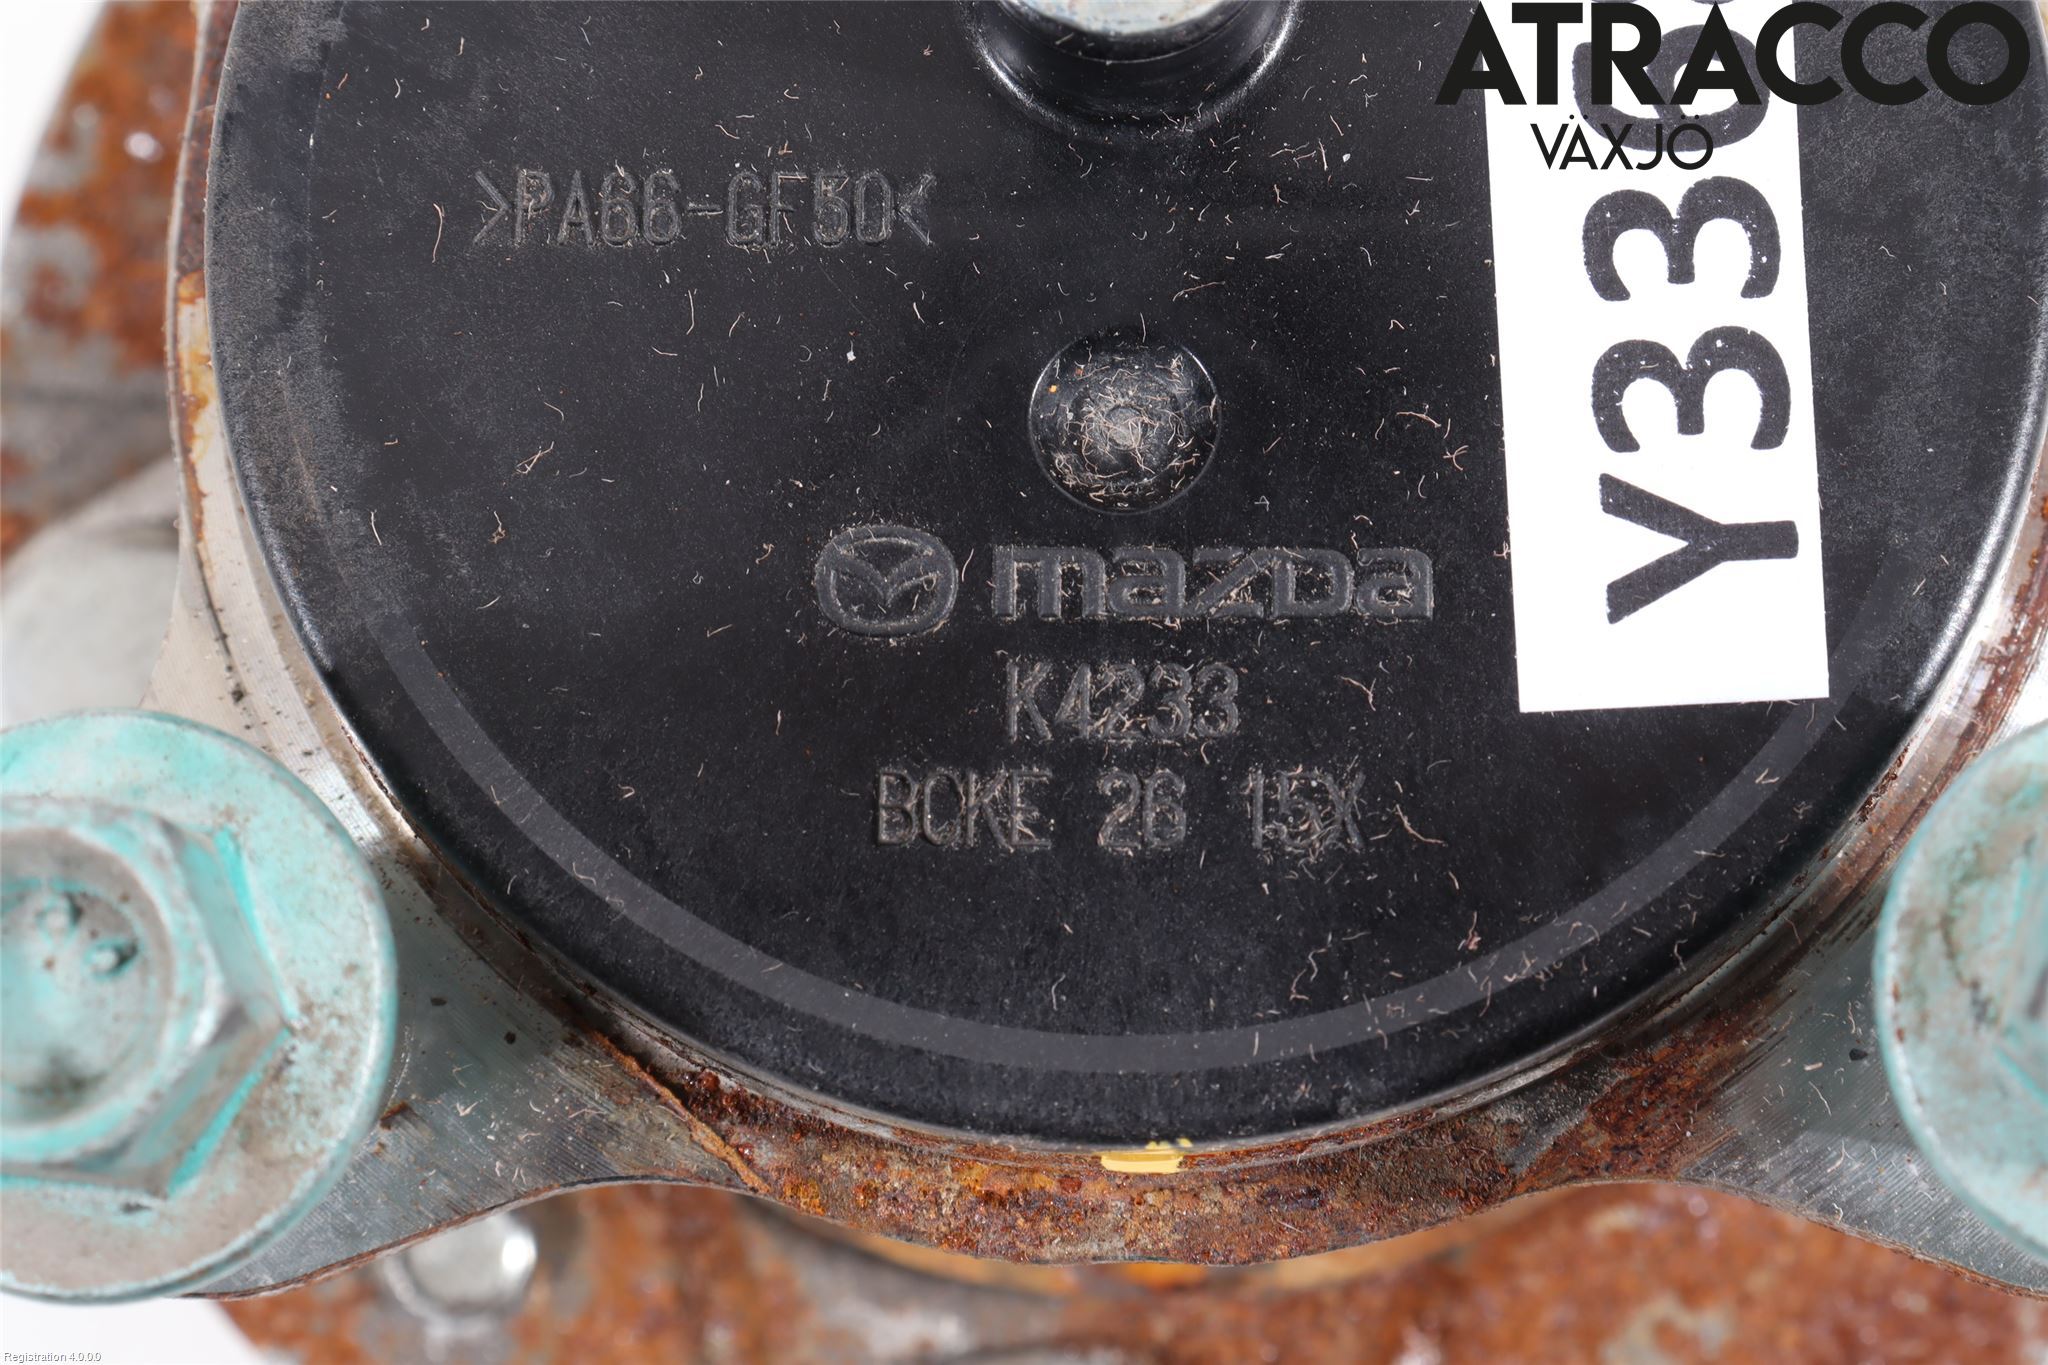 ATRACCO
VÄXJÖ
>PA66-GF50<
Y33
mazda
K4233
BCKE 26 15X
Registration 4.0.0.0